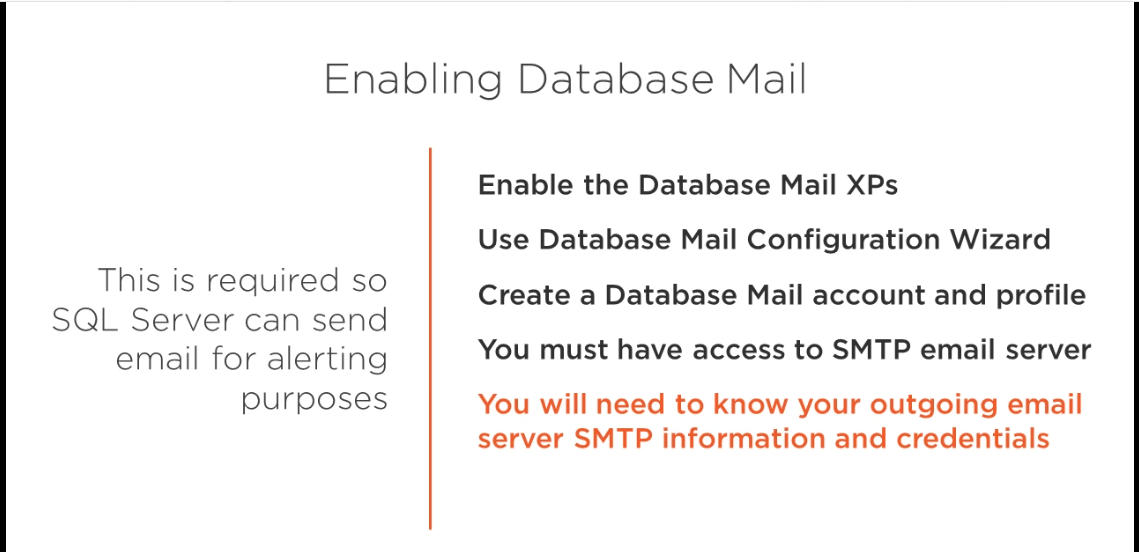 Enabling Database Mail
This is required so
SQL Server can send
email for alerting
purposes
Enable the Database Mail XPs
Use Database Mail Configuration Wizard
Create a Database Mail account and profile
You must have access to SMTP email server
You will need to know your outgoing email
server SMTP information and credentials